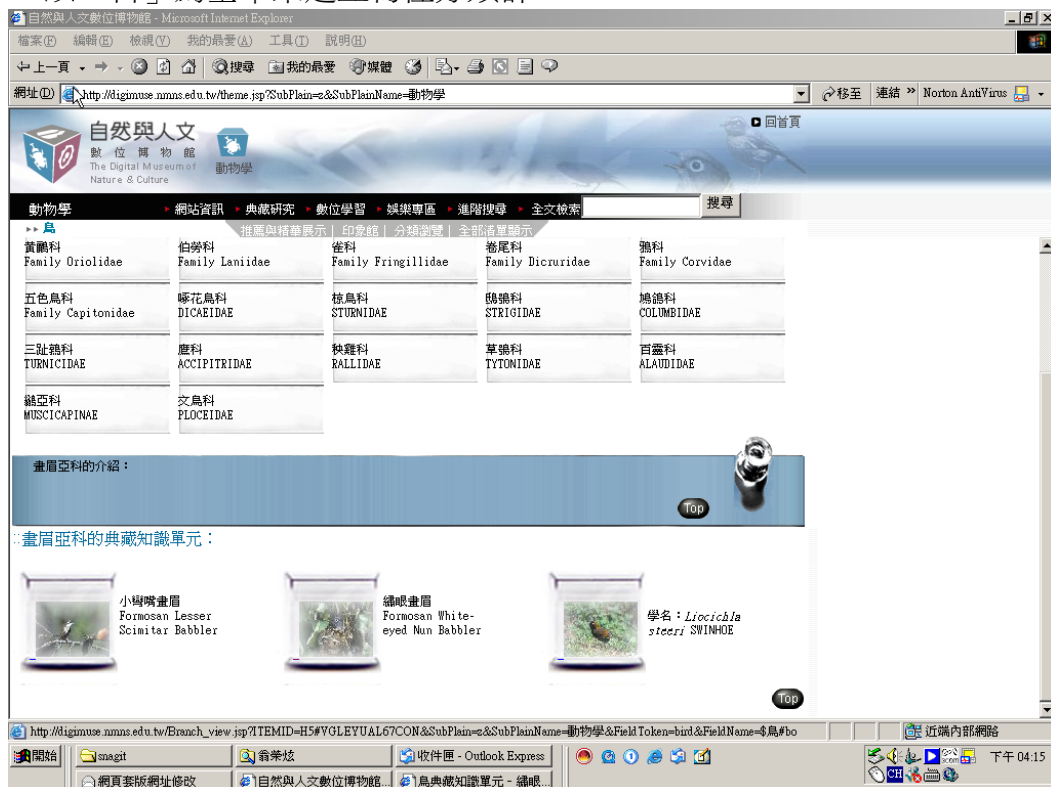 自然與人文數位博物館 - Microsoft Internet Explorer
檔案(F) 編輯(E) 檢視(V) 我的最愛(A) 工具(T) 說明(H)
上一頁 搜尋 我的最愛 媒體
網址(D) http://digimuse.nmns.edu.tw/theme.jsp?SubPlain=z&SubPlainName=動物學 移至 連結 » Norton AntiVirus
自然與人文
數位博物館
The Digital Museum of
Nature & Culture
動物學
回首頁
動物學 網站資訊 典藏研究 數位學習 娛樂專區 進階搜尋 全文檢索 搜尋
鳥 推薦與精華展示 | 印象館 | 分類瀏覽 | 全部清單顯示
黃鸝科 伯勞科 雀科 卷尾科 鴉科
Family Oriolidae Family Laniidae Family Fringillidae Family Dicruridae Family Corvidae
五色鳥科 啄花鳥科 椋鳥科 鴟鴞科 鳩鴿科
Family Capitonidae DICAEIDAE STURNIDAE STRIGIDAE COLUMBIDAE
三趾鶉科 鷹科 秧雞科 草鴞科 百靈科
TURNICIDAE ACCIPITRIDAE RALLIDAE TYTONIDAE ALAUDIDAE
鶲亞科 文鳥科
MUSCICAPINAE PLOCEIDAE
畫眉亞科的介紹：
Top
::畫眉亞科的典藏知識單元：
小彎嘴畫眉
Formosan Lesser
Scimitar Babbler
繡眼畫眉
Formosan White-
eyed Nun Babbler
學名：Liocichla
steeri SWINHOE
Top
http://digimuse.nmns.edu.tw/Branch_view.jsp?ITEMID=H5#VGLEYUAL67CON&SubPlain=z&SubPlainName=動物學&FieldToken=bird&FieldName=$鳥#bo 近端內部網路
開始 snagit 翁榮炫 收件匣 - Outlook Express 下午 04:15
網頁套版網址修改 自然與人文數位博物館... 鳥典藏知識單元 - 繡眼... CH